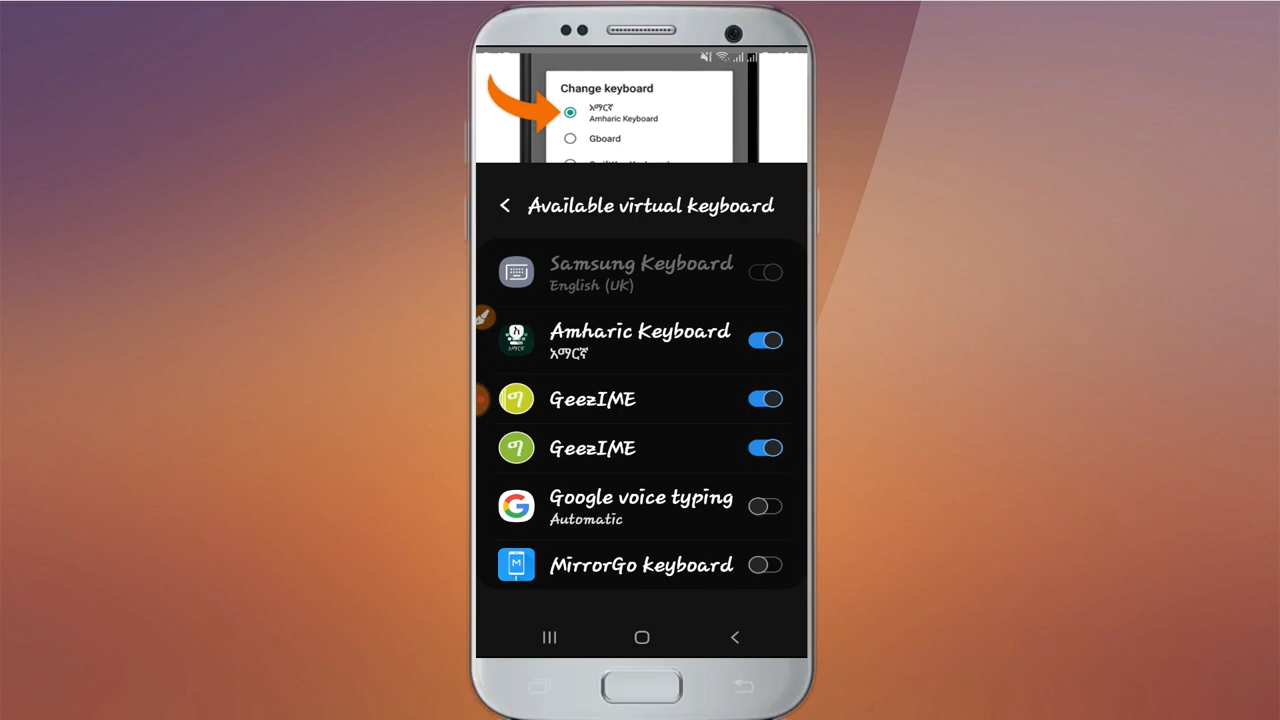 Change keyboard
አማርኛ
Amharic Keyboard
Gboard
Available virtual keyboard
Samsung Keyboard
English (UK)
Amharic Keyboard
አማርኛ
GeezIME
GeezIME
Google voice typing
Automatic
MirrorGo keyboard